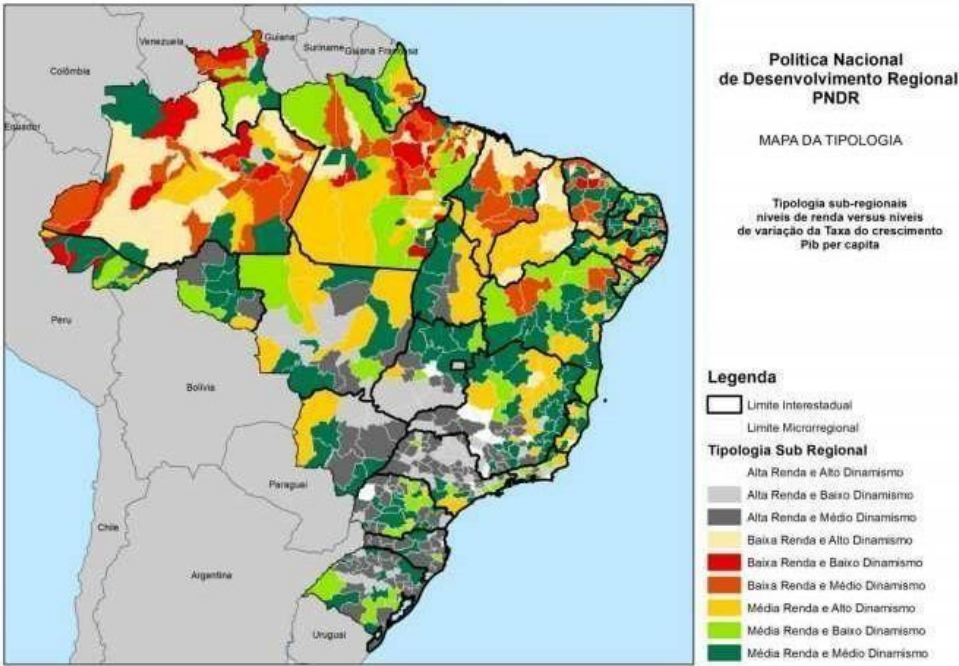 Política Nacional
de Desenvolvimento Regional
PNDR
MAPA DA TIPOLOGIA
Tipologia sub-regionais
níveis de renda versus níveis
de variação da Taxa do crescimento
Pib per capita
Venezuela
Guiana
Suriname
Guiana Francesa
Colômbia
Equador
Peru
Bolívia
Paraguai
Chile
Argentina
Uruguai
Legenda
Limite Interestadual
Limite Microrregional
Tipologia Sub Regional
Alta Renda e Alto Dinamismo
Alta Renda e Baixo Dinamismo
Alta Renda e Médio Dinamismo
Baixa Renda e Alto Dinamismo
Baixa Renda e Baixo Dinamismo
Baixa Renda e Médio Dinamismo
Média Renda e Alto Dinamismo
Média Renda e Baixo Dinamismo
Média Renda e Médio Dinamismo